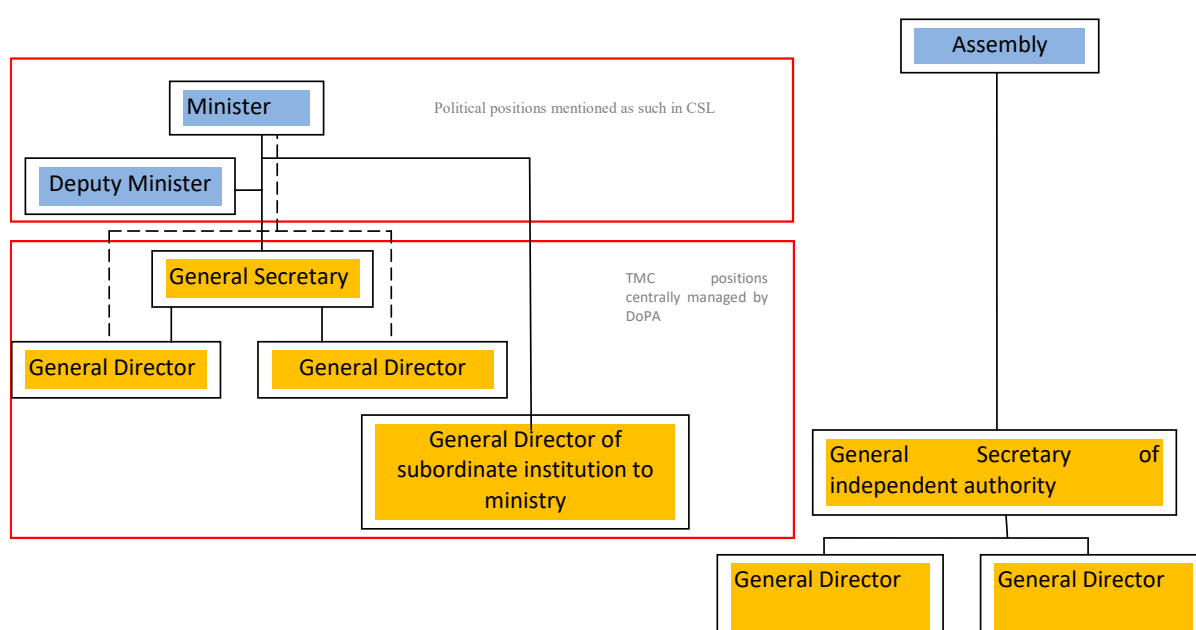 Assembly
Minister
Political positions mentioned as such in CSL
Deputy Minister
General Secretary
TMC positions
centrally managed by
DoPA
General Director
General Director
General Director of
subordinate institution to
ministry
General Secretary of
independent authority
General Director
General Director